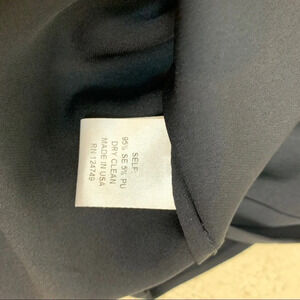 SELF:
95% SE 5% PU
DRY CLEAN
MADE IN USA
RN 124749